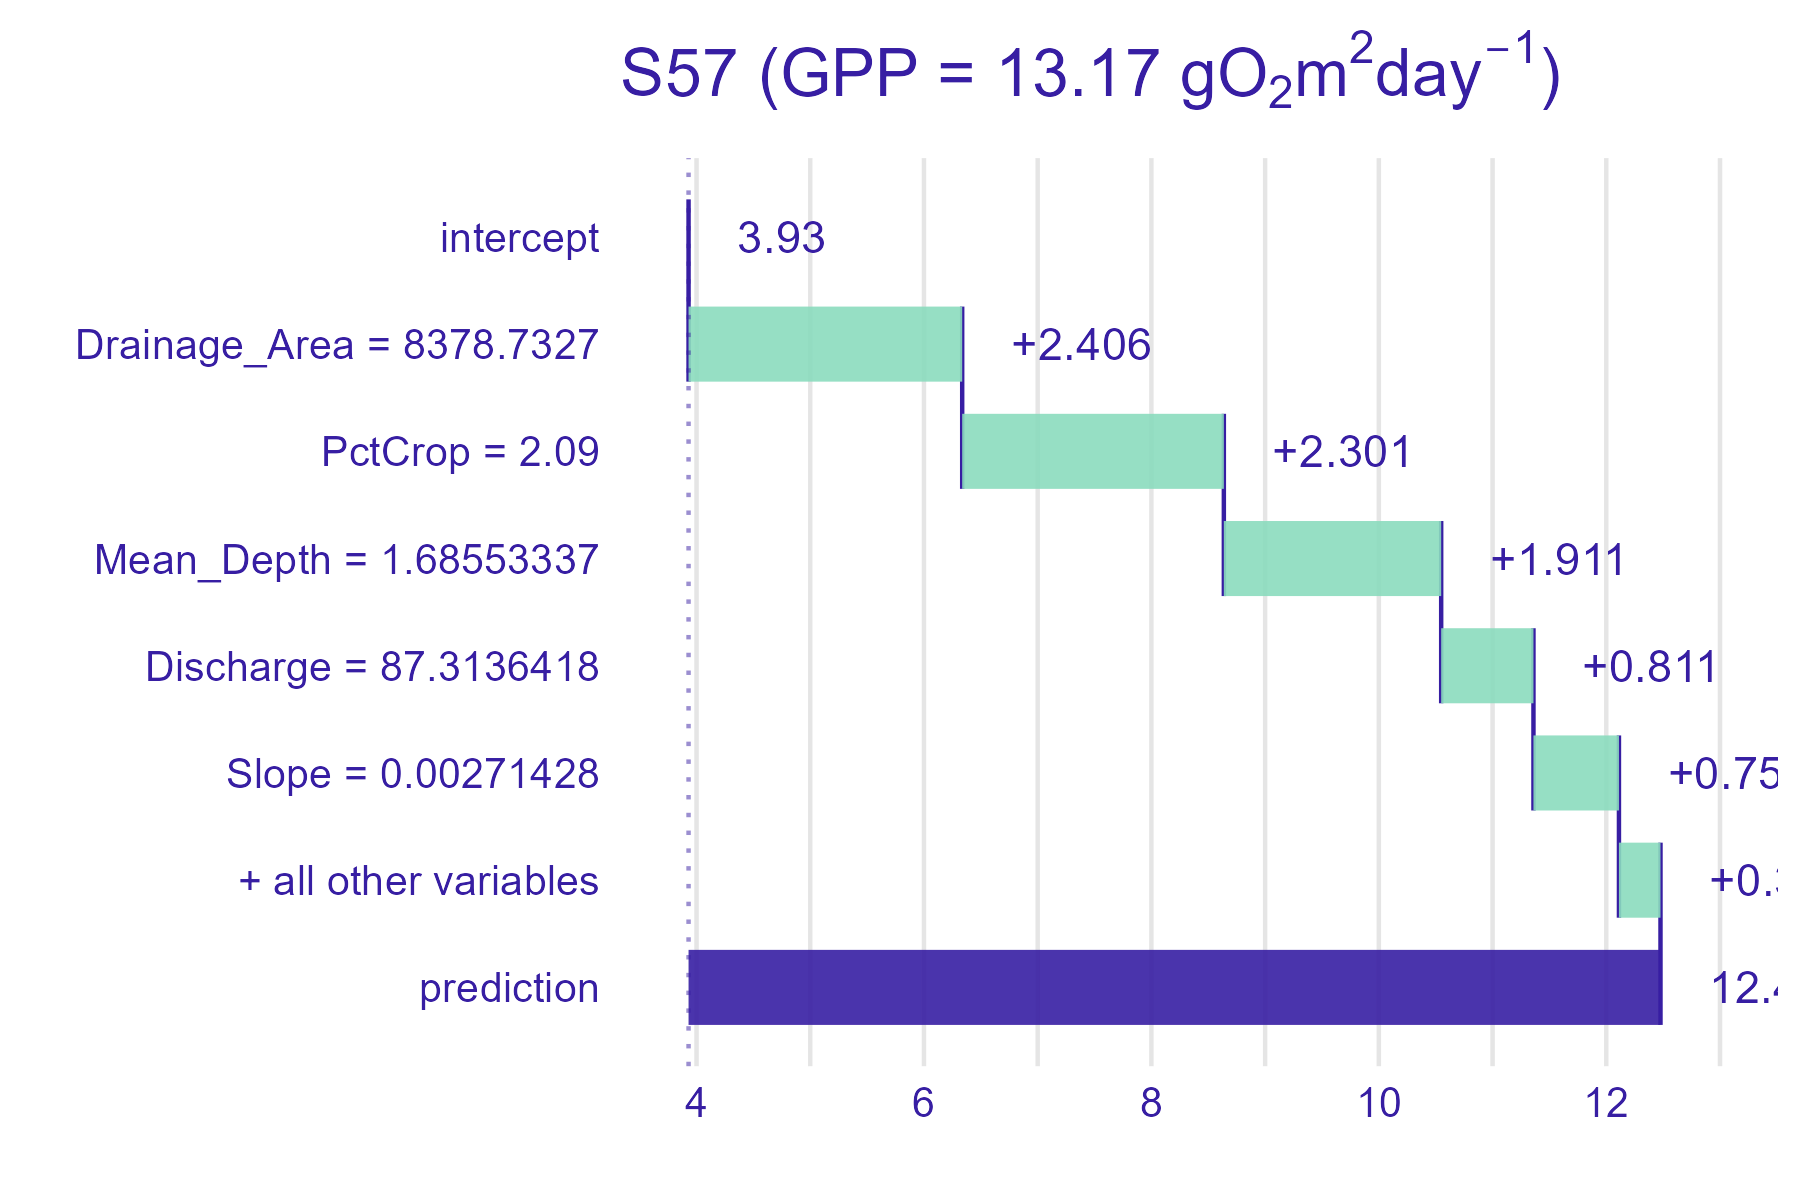 S57 (GPP = 13.17 gO₂m²day⁻¹)
intercept 3.93
Drainage_Area = 8378.7327 +2.406
PctCrop = 2.09 +2.301
Mean_Depth = 1.68553337 +1.911
Discharge = 87.3136418 +0.811
Slope = 0.00271428 +0.75
+ all other variables
prediction
4 6 8 10 12